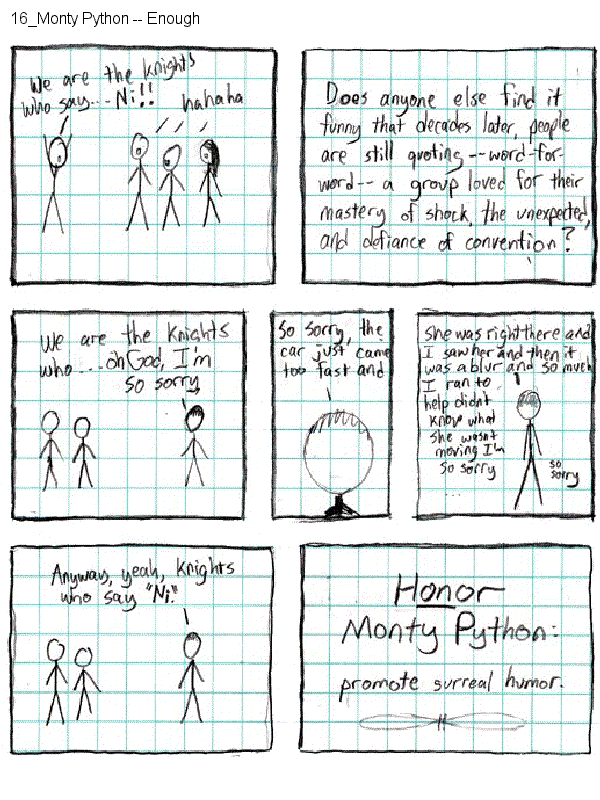 16_Monty Python -- Enough
We are the Knights
who say---Ni!!
hahaha
Does anyone else find it
funny that decades later, people
are still quoting--word-for-
word-- a group loved for their
mastery of shock, the unexpected,
and defiance of convention?
We are the Knights
who ....oh God, I'm
so sorry,
so sorry, the
car just came
too fast and
she was right there and
I saw her and then it
was a blur and so much
I ran to
help didn't
know what
she wasn't
moving I'm
so sorry
...
so
sorry
Anyway, yeah, Knights
who say "Ni."
Honor
Monty Python:
promote surreal humor.